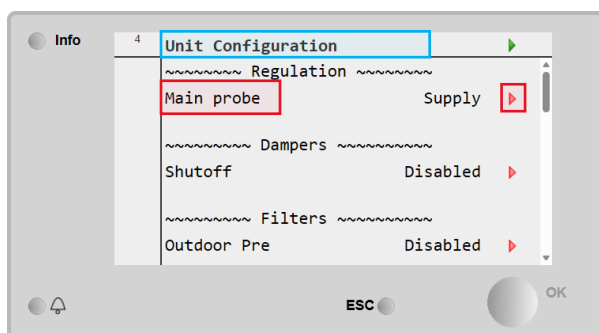 Info
4 Unit Configuration
~~~~~~~~ Regulation ~~~~~~~~
Main probe Supply
~~~~~~~~~ Dampers ~~~~~~~~~~
Shutoff Disabled
~~~~~~~~~ Filters ~~~~~~~~~~
Outdoor Pre Disabled
ESC
OK